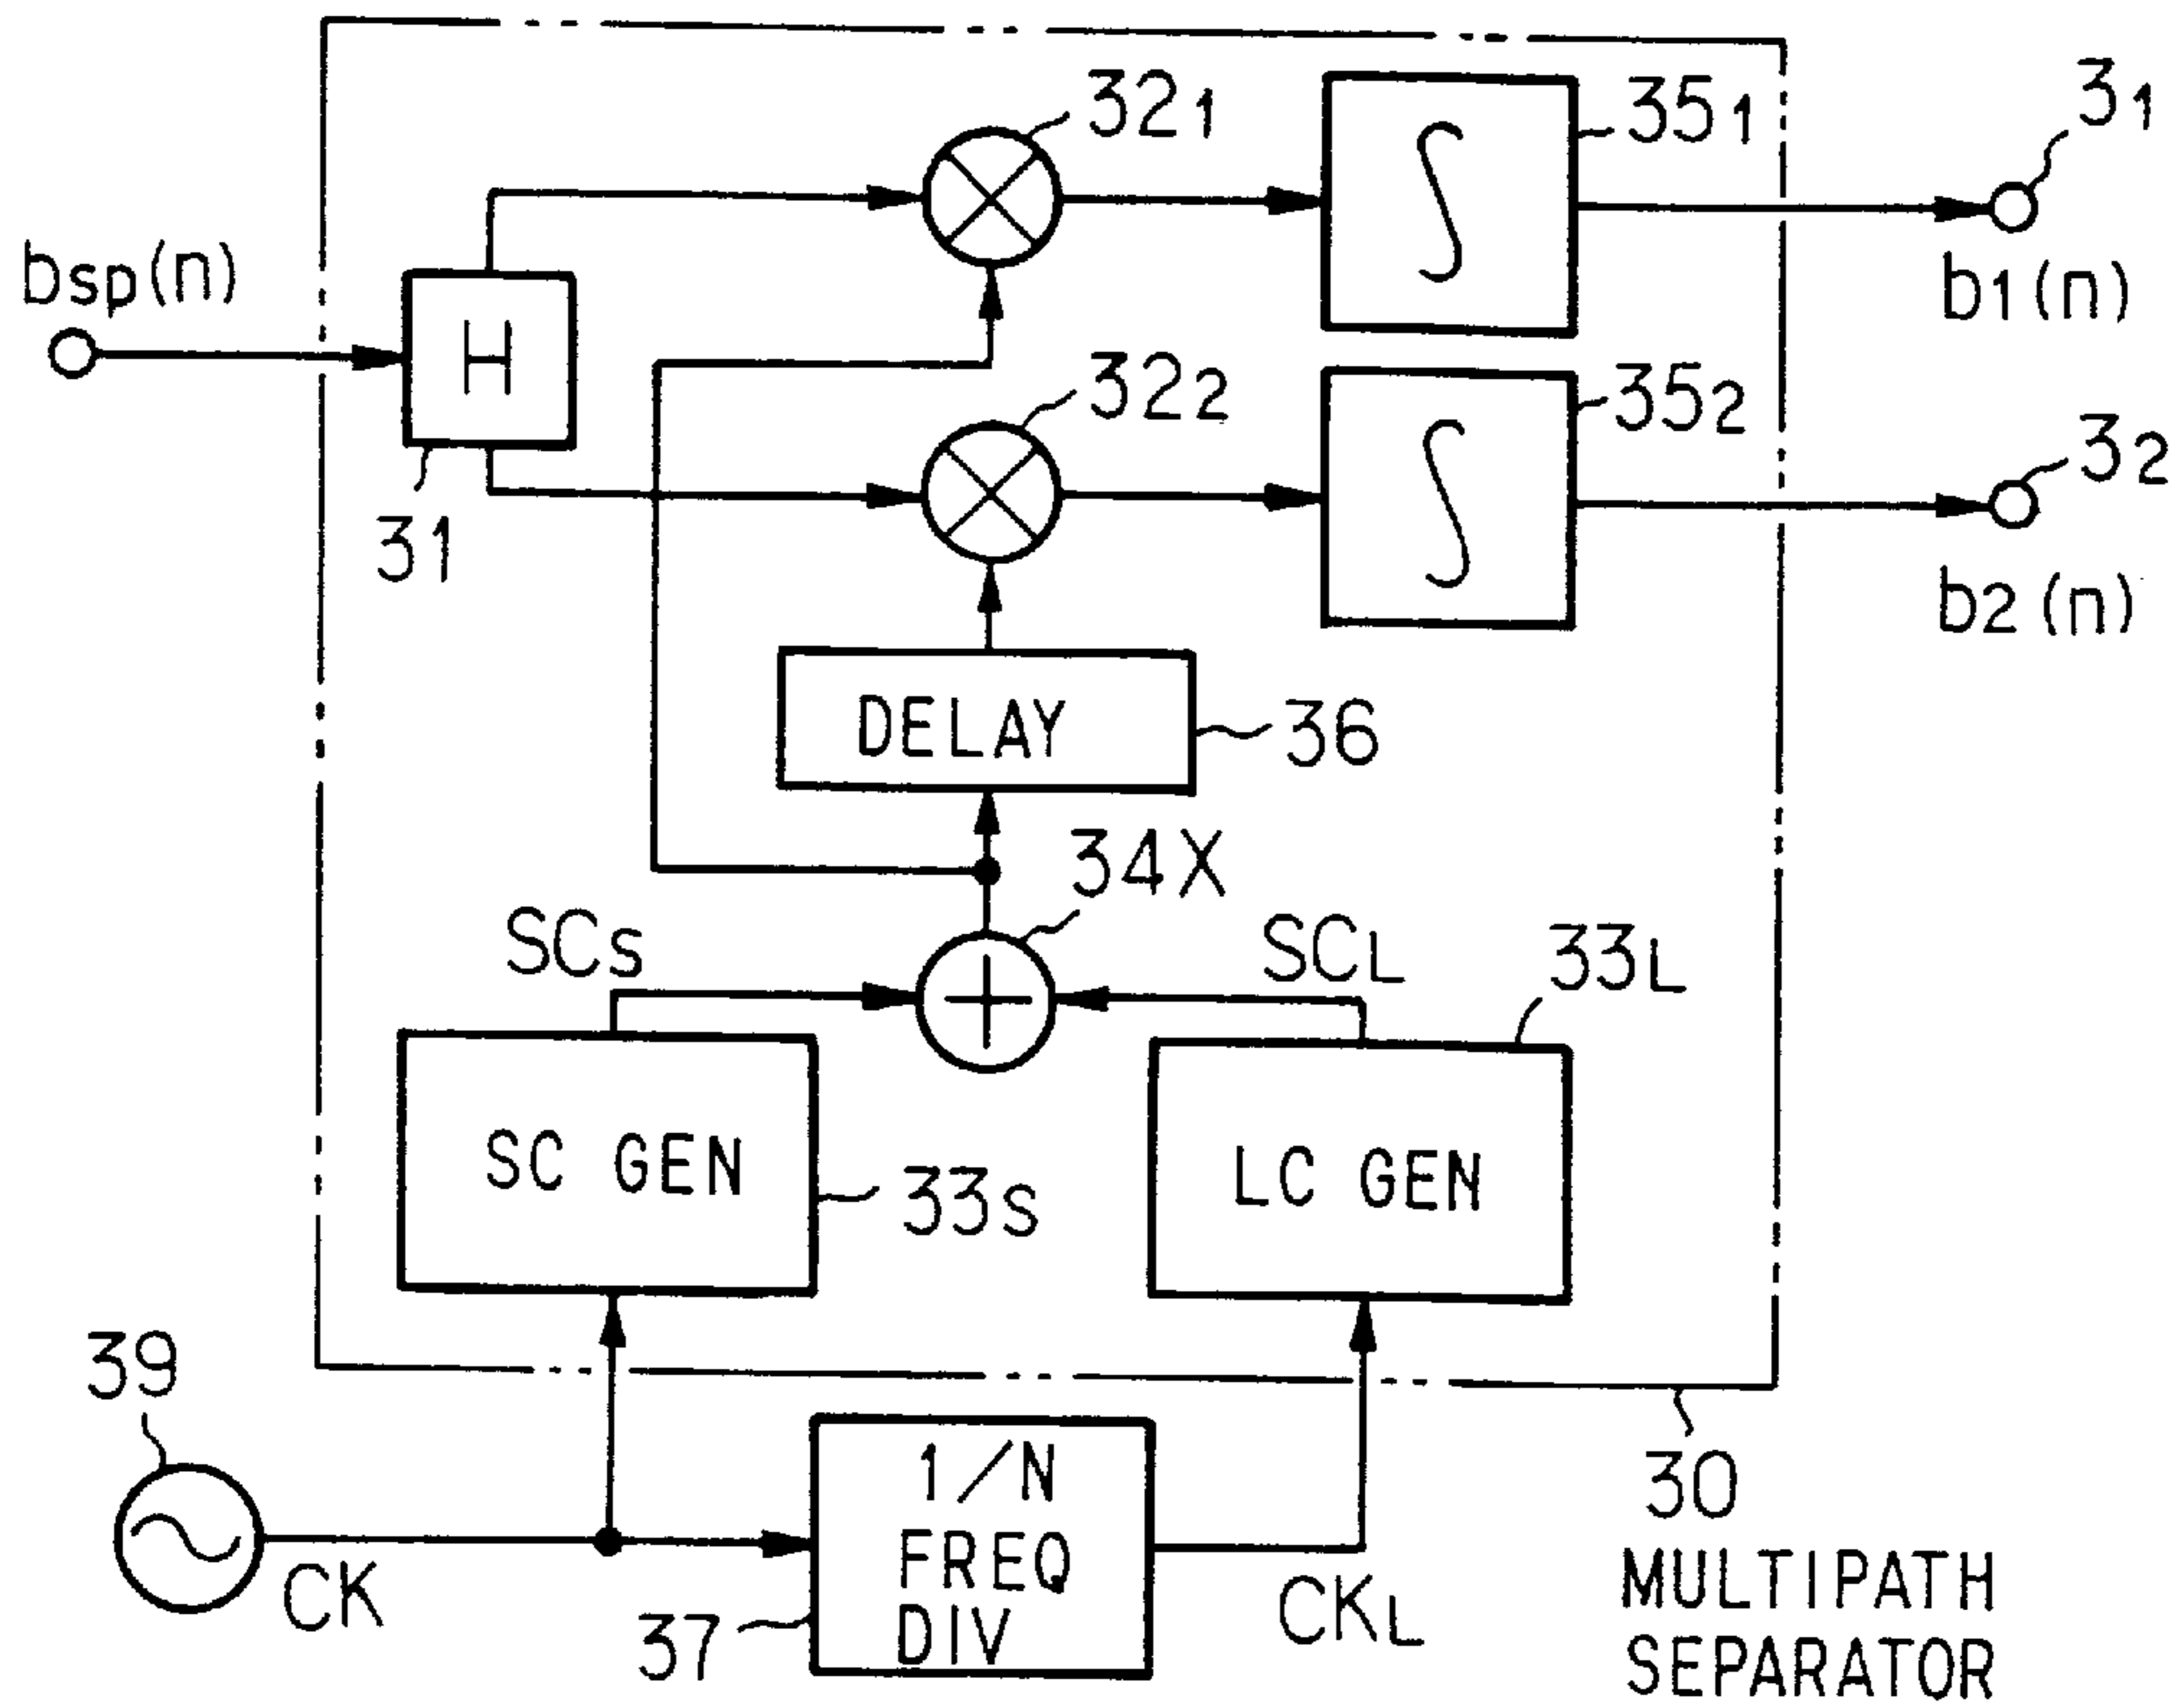 32₁
35₁
3₁
bsp(n)
b1(n)
H
∫
31
32₂
35₂
3₂
∫
b2(n)
DELAY
36
34X
SCs
SCL
33L
SC GEN
33s
LC GEN
39
CK
1/N
FREQ
DIV
37
CKL
30
MULTIPATH
SEPARATOR